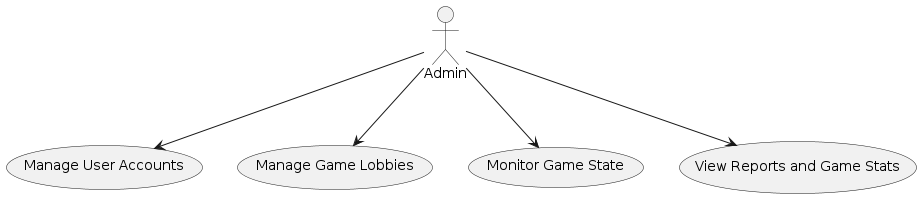 Admin
Manage User Accounts
Manage Game Lobbies
Monitor Game State
View Reports and Game Stats